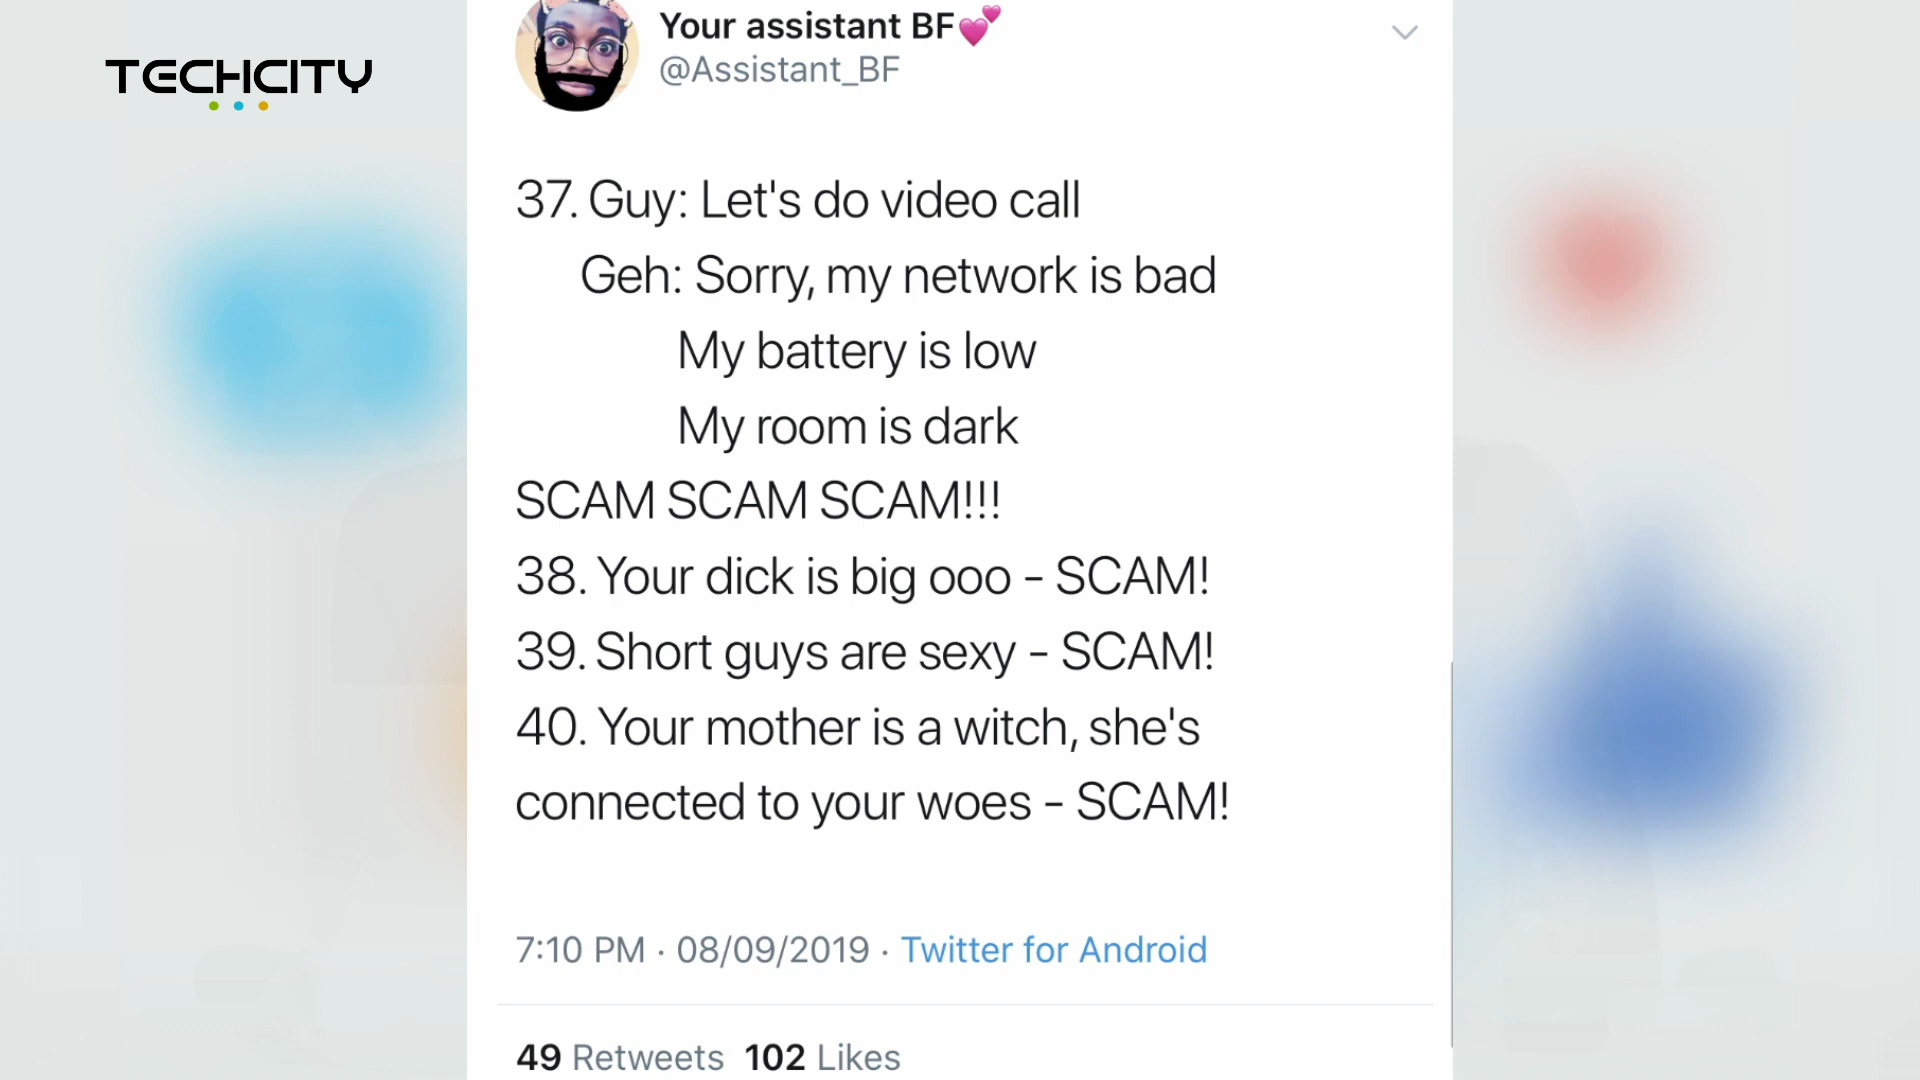 TECHCITY
Your assistant BF💕
@Assistant_BF
37. Guy: Let's do video call
Geh: Sorry, my network is bad
My battery is low
My room is dark
SCAM SCAM SCAM!!!
38. Your dick is big ooo - SCAM!
39. Short guys are sexy - SCAM!
40. Your mother is a witch, she's
connected to your woes - SCAM!
7:10 PM · 08/09/2019 · Twitter for Android
49 Retweets 102 Likes